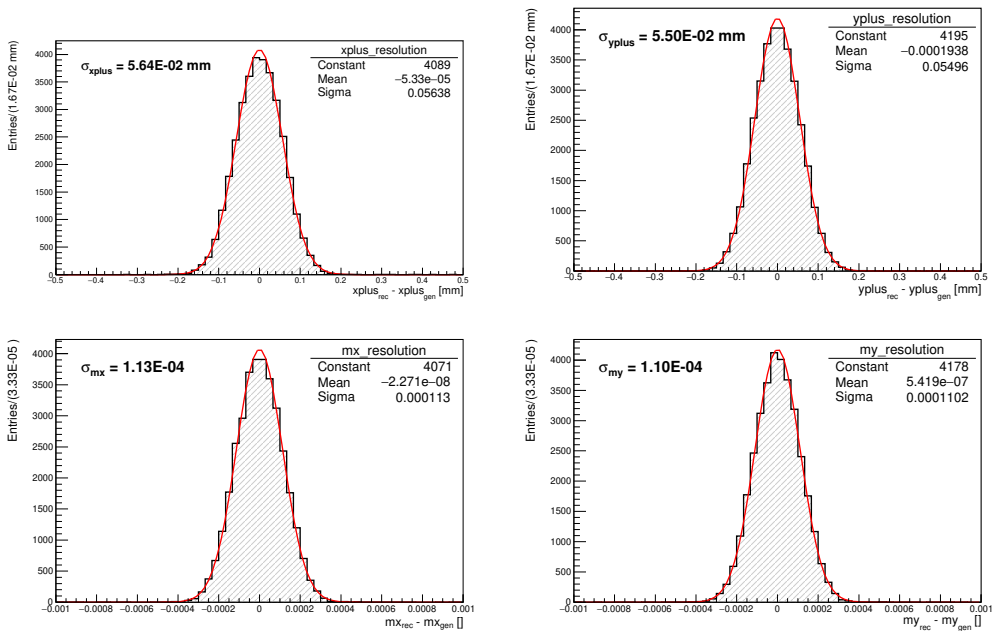 xplus_resolution
Constant 4089
Mean −5.33e−05
Sigma 0.05638
σxplus = 5.64E-02 mm
Entries/(1.67E-02 mm)
4000
3500
3000
2500
2000
1500
1000
500
0
−0.5 −0.4 −0.3 −0.2 −0.1 0 0.1 0.2 0.3 0.4 0.5
xplusrec - xplusgen [mm]
yplus_resolution
Constant 4195
Mean −0.0001938
Sigma 0.05496
σyplus = 5.50E-02 mm
Entries/(1.67E-02 mm)
4000
3500
3000
2500
2000
1500
1000
500
0
−0.5 −0.4 −0.3 −0.2 −0.1 0 0.1 0.2 0.3 0.4 0.5
yplusrec - yplusgen [mm]
mx_resolution
Constant 4071
Mean −2.271e−08
Sigma 0.000113
σmx = 1.13E-04
Entries/(3.33E-05 )
4000
3500
3000
2500
2000
1500
1000
500
0
−0.001 −0.0008 −0.0006 −0.0004 −0.0002 0 0.0002 0.0004 0.0006 0.0008 0.001
mxrec - mxgen []
my_resolution
Constant 4178
Mean 5.419e−07
Sigma 0.0001102
σmy = 1.10E-04
Entries/(3.33E-05 )
4000
3500
3000
2500
2000
1500
1000
500
0
−0.001 −0.0008 −0.0006 −0.0004 −0.0002 0 0.0002 0.0004 0.0006 0.0008 0.001
myrec - mygen []